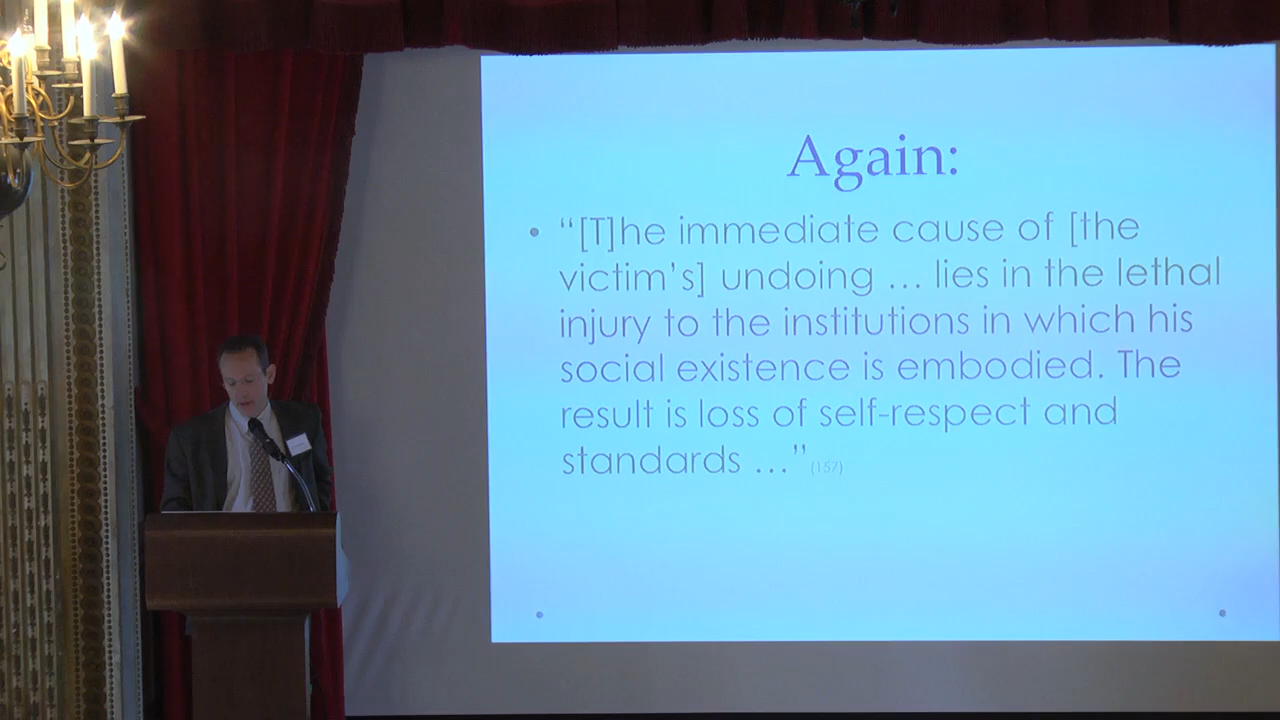 Again:
• “[T]he immediate cause of [the
victim’s] undoing … lies in the lethal
injury to the institutions in which his
social existence is embodied. The
result is loss of self-respect and
standards …” (157)